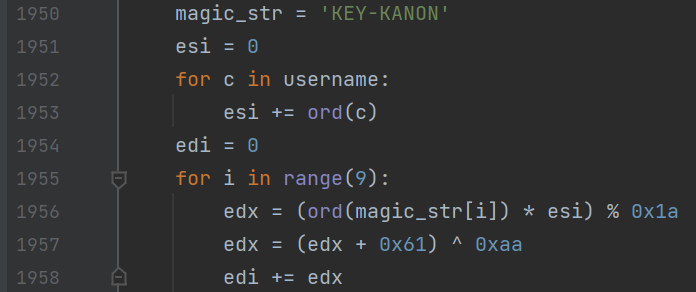 1950 magic_str = 'KEY-KANON'
1951 esi = 0
1952 for c in username:
1953 esi += ord(c)
1954 edi = 0
1955 for i in range(9):
1956 edx = (ord(magic_str[i]) * esi) % 0x1a
1957 edx = (edx + 0x61) ^ 0xaa
1958 edi += edx